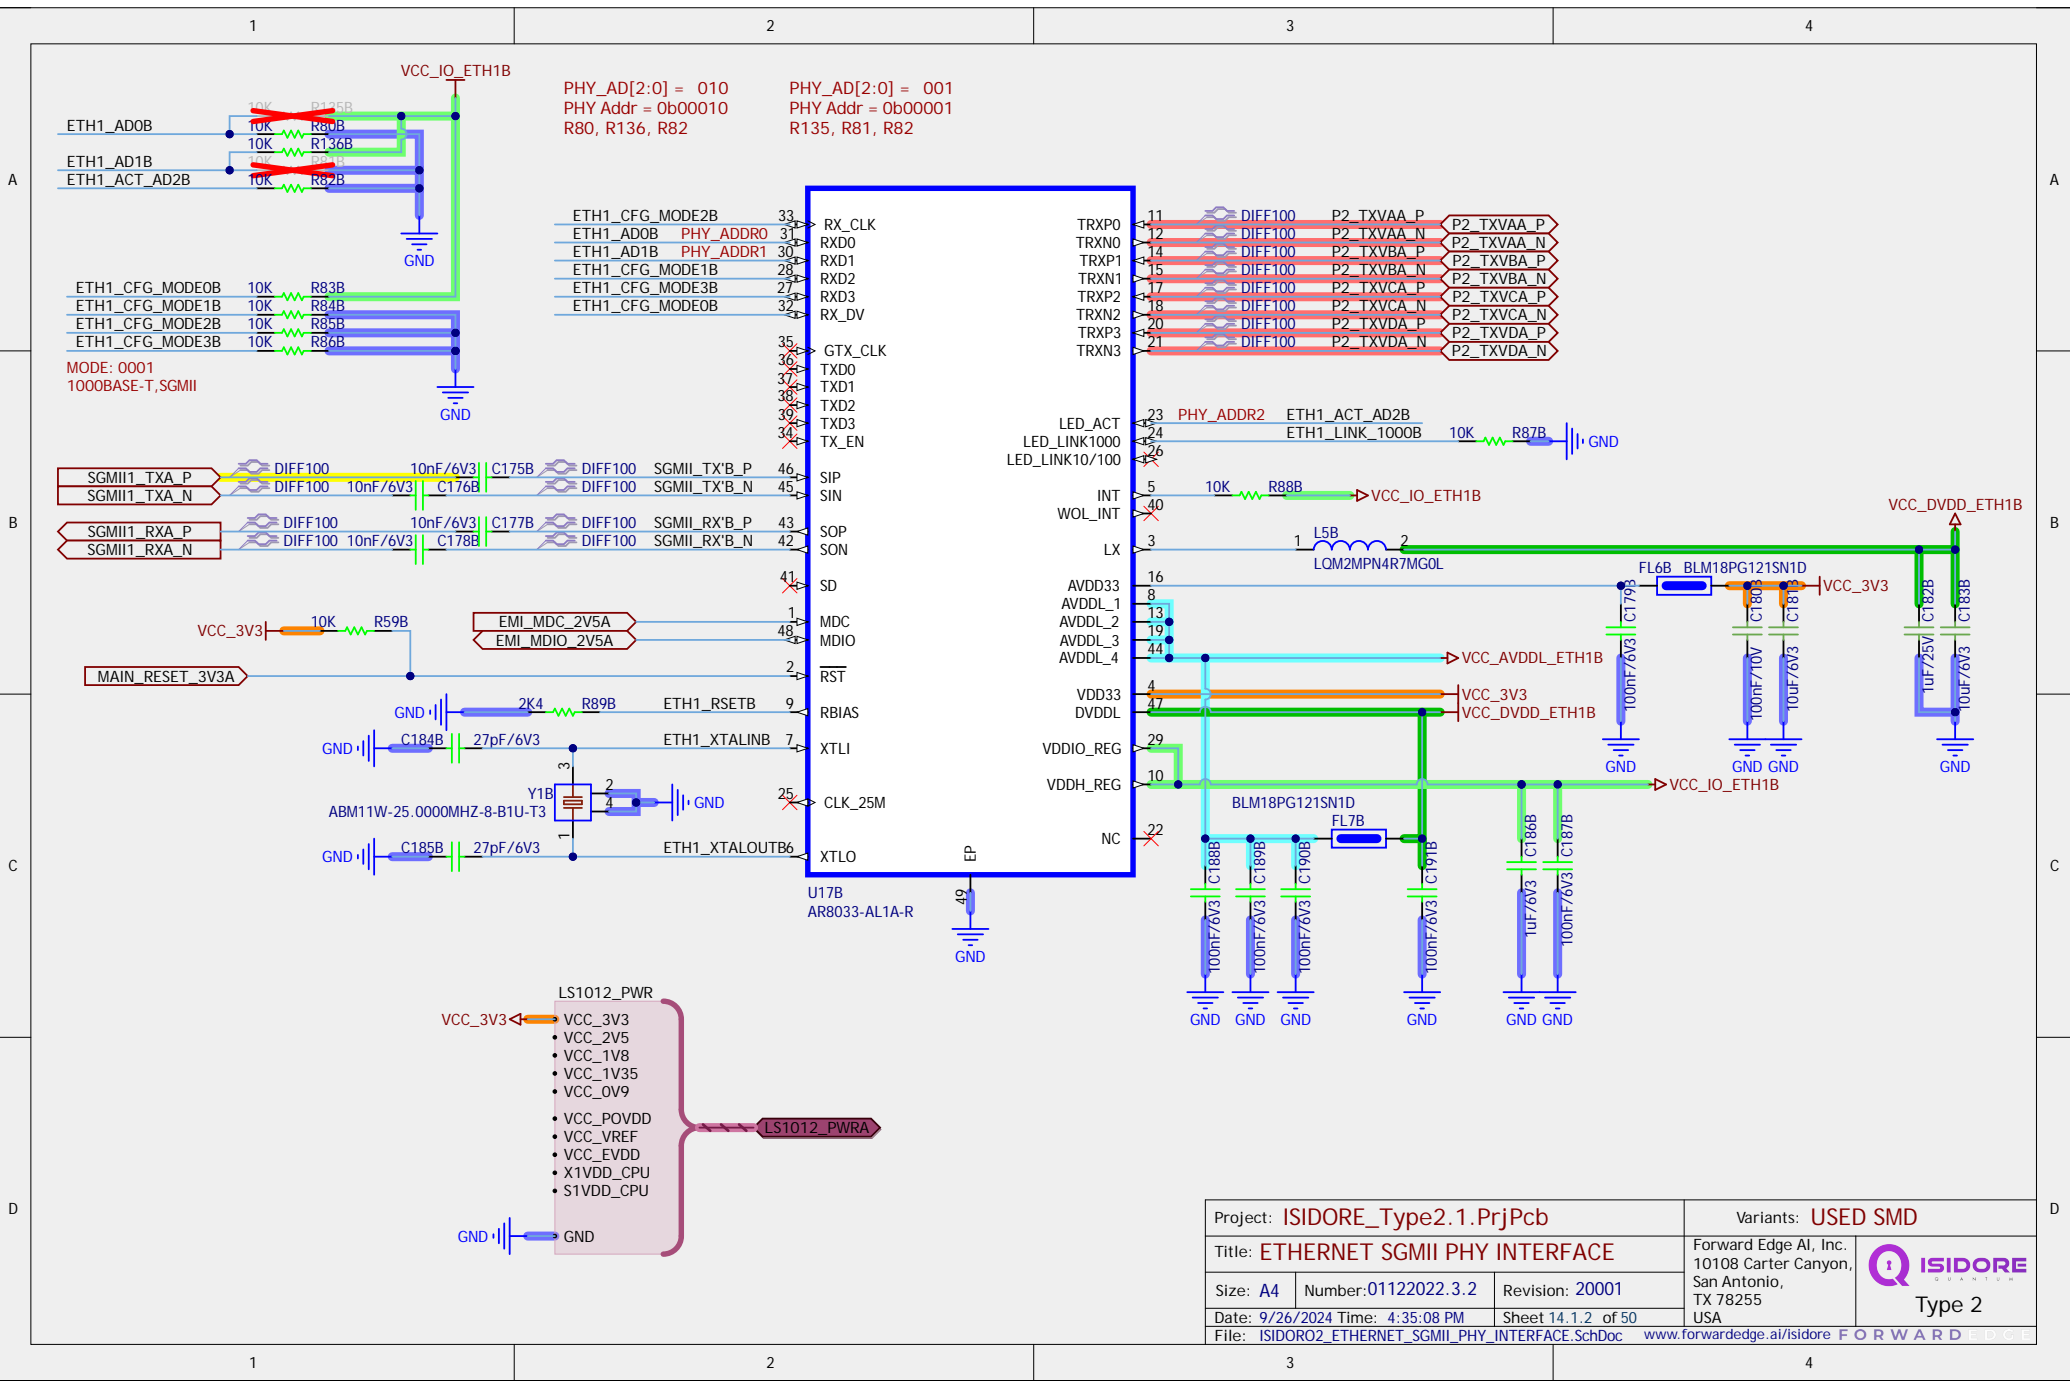 1 2 3 4
A A
B B
C C
D D
VCC_IO_ETH1B
10K R135B
ETH1_AD0B 10K R80B
10K R136B
ETH1_AD1B 10K R81B
ETH1_ACT_AD2B 10K R82B
GND
PHY_AD[2:0] = 010
PHY Addr = 0b00010
R80, R136, R82
PHY_AD[2:0] = 001
PHY Addr = 0b00001
R135, R81, R82
ETH1_CFG_MODE0B 10K R83B
ETH1_CFG_MODE1B 10K R84B
ETH1_CFG_MODE2B 10K R85B
ETH1_CFG_MODE3B 10K R86B
MODE: 0001
1000BASE-T,SGMII
GND
ETH1_CFG_MODE2B 33 RX_CLK
ETH1_AD0B PHY_ADDR0 31 RXD0
ETH1_AD1B PHY_ADDR1 30 RXD1
ETH1_CFG_MODE1B 28 RXD2
ETH1_CFG_MODE3B 27 RXD3
ETH1_CFG_MODE0B 32 RX_DV
35 GTX_CLK
36 TXD0
37 TXD1
38 TXD2
39 TXD3
34 TX_EN
SGMII1_TXA_P DIFF100 10nF/6V3 C175B DIFF100 SGMII_TX'B_P 46 SIP
SGMII1_TXA_N DIFF100 10nF/6V3 C176B DIFF100 SGMII_TX'B_N 45 SIN
SGMII1_RXA_P DIFF100 10nF/6V3 C177B DIFF100 SGMII_RX'B_P 43 SOP
SGMII1_RXA_N DIFF100 10nF/6V3 C178B DIFF100 SGMII_RX'B_N 42 SON
41 SD
EMI_MDC_2V5A 1 MDC
EMI_MDIO_2V5A 48 MDIO
VCC_3V3 10K R59B
MAIN_RESET_3V3A 2 RST
GND 2K4 R89B ETH1_RSETB 9 RBIAS
GND C184B 27pF/6V3 ETH1_XTALINB 7 XTLI
3
Y1B 2 4 GND
ABM11W-25.0000MHZ-8-B1U-T3
1
25 CLK_25M
GND C185B 27pF/6V3 ETH1_XTALOUTB 6 XTLO
EP
49
GND
U17B
AR8033-AL1A-R
TRXP0 11 DIFF100 P2_TXVAA_P P2_TXVAA_P
TRXN0 12 DIFF100 P2_TXVAA_N P2_TXVAA_N
TRXP1 14 DIFF100 P2_TXVBA_P P2_TXVBA_P
TRXN1 15 DIFF100 P2_TXVBA_N P2_TXVBA_N
TRXP2 17 DIFF100 P2_TXVCA_P P2_TXVCA_P
TRXN2 18 DIFF100 P2_TXVCA_N P2_TXVCA_N
TRXP3 20 DIFF100 P2_TXVDA_P P2_TXVDA_P
TRXN3 21 DIFF100 P2_TXVDA_N P2_TXVDA_N
LED_ACT 23 PHY_ADDR2 ETH1_ACT_AD2B
LED_LINK1000 24 ETH1_LINK_1000B 10K R87B GND
LED_LINK10/100 26
INT 5 10K R88B VCC_IO_ETH1B
WOL_INT 40
LX 3 1 L5B 2
LQM2MPN4R7MG0L
VCC_DVDD_ETH1B
AVDD33 16 FL6B BLM18PG121SN1D VCC_3V3
AVDDL_1 8
AVDDL_2 13
AVDDL_3 19
AVDDL_4 44 VCC_AVDDL_ETH1B
VDD33 4 VCC_3V3
DVDDL 47 VCC_DVDD_ETH1B
VDDIO_REG 29
VDDH_REG 10 VCC_IO_ETH1B
NC 22
C179B 100nF/6V3 GND
C180B 100nF/10V GND
C181B 10uF/6V3 GND
C182B 1uF/25V
C183B 10uF/6V3 GND
BLM18PG121SN1D
FL7B
C188B 100nF/6V3 GND
C189B 100nF/6V3 GND
C190B 100nF/6V3 GND
C191B 100nF/6V3 GND
C186B 1uF/6V3 GND
C187B 100nF/6V3 GND
LS1012_PWR
VCC_3V3 VCC_3V3
VCC_2V5
VCC_1V8
VCC_1V35
VCC_0V9
VCC_POVDD
VCC_VREF
VCC_EVDD
X1VDD_CPU
S1VDD_CPU
GND GND
LS1012_PWRA
Project: ISIDORE_Type2.1.PrjPcb
Variants: USED SMD
Title: ETHERNET SGMII PHY INTERFACE
Size: A4 Number:01122022.3.2 Revision: 20001
Date: 9/26/2024 Time: 4:35:08 PM Sheet 14.1.2 of 50
File: ISIDORO2_ETHERNET_SGMII_PHY_INTERFACE.SchDoc
Forward Edge AI, Inc.
10108 Carter Canyon,
San Antonio,
TX 78255
USA
ISIDORE
QUANTUM
Type 2
www.forwardedge.ai/isidore FORWARDEDGE
1 2 3 4